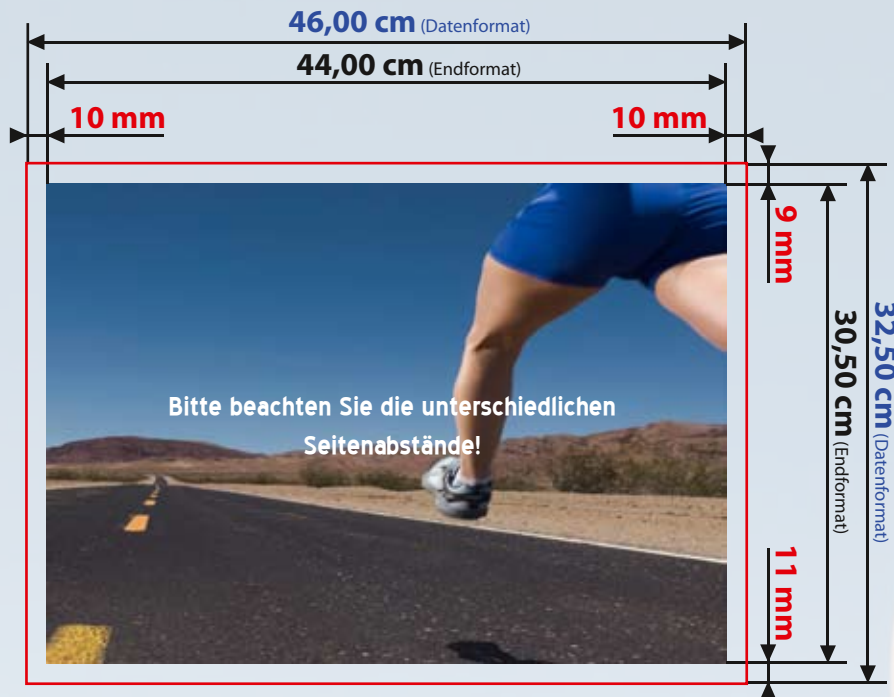 46,00 cm (Datenformat)
44,00 cm (Endformat)
10 mm
10 mm
9 mm
32,50 cm (Datenformat)
30,50 cm (Endformat)
Bitte beachten Sie die unterschiedlichen
Seitenabstände!
11 mm